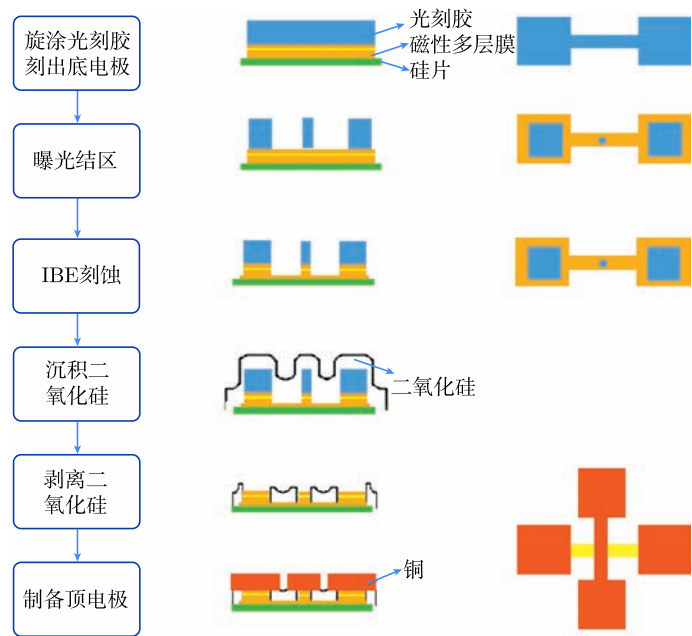 旋涂光刻胶
刻出底电极
光刻胶
磁性多层膜
硅片
曝光结区
IBE刻蚀
沉积二
氧化硅
二氧化硅
剥离二
氧化硅
铜
制备顶电极